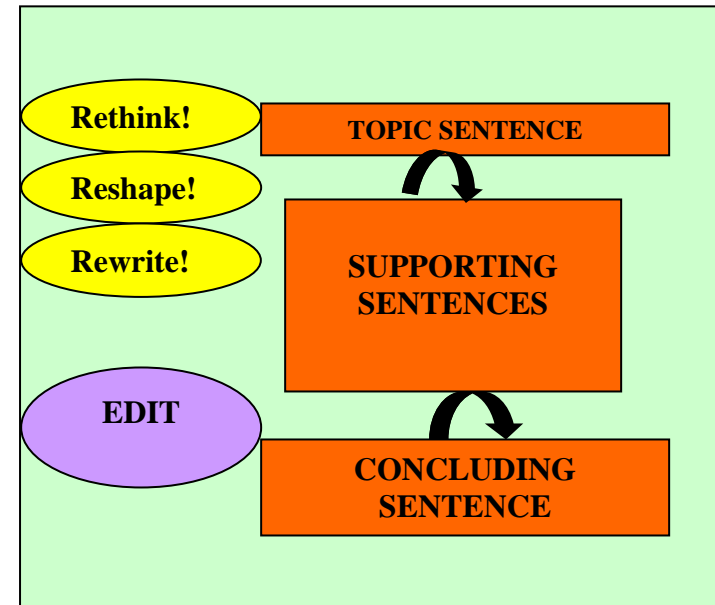 Rethink!
TOPIC SENTENCE
Reshape!
Rewrite!
SUPPORTING
SENTENCES
EDIT
CONCLUDING
SENTENCE